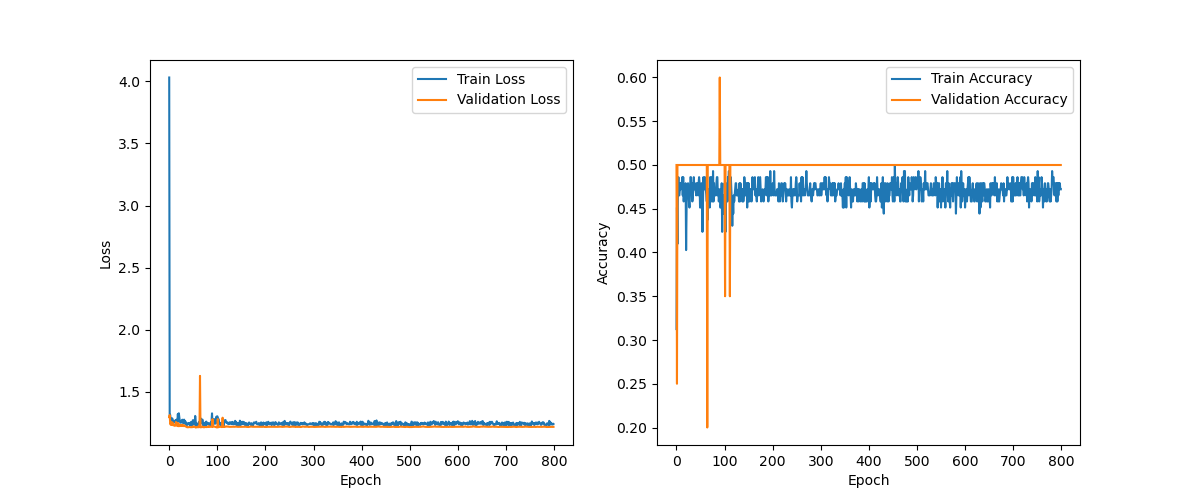 4.0
3.5
3.0
2.5
2.0
1.5
Loss
0 100 200 300 400 500 600 700 800
Epoch
Train Loss
Validation Loss
0.60
0.55
0.50
0.45
0.40
0.35
0.30
0.25
0.20
Accuracy
0 100 200 300 400 500 600 700 800
Epoch
Train Accuracy
Validation Accuracy